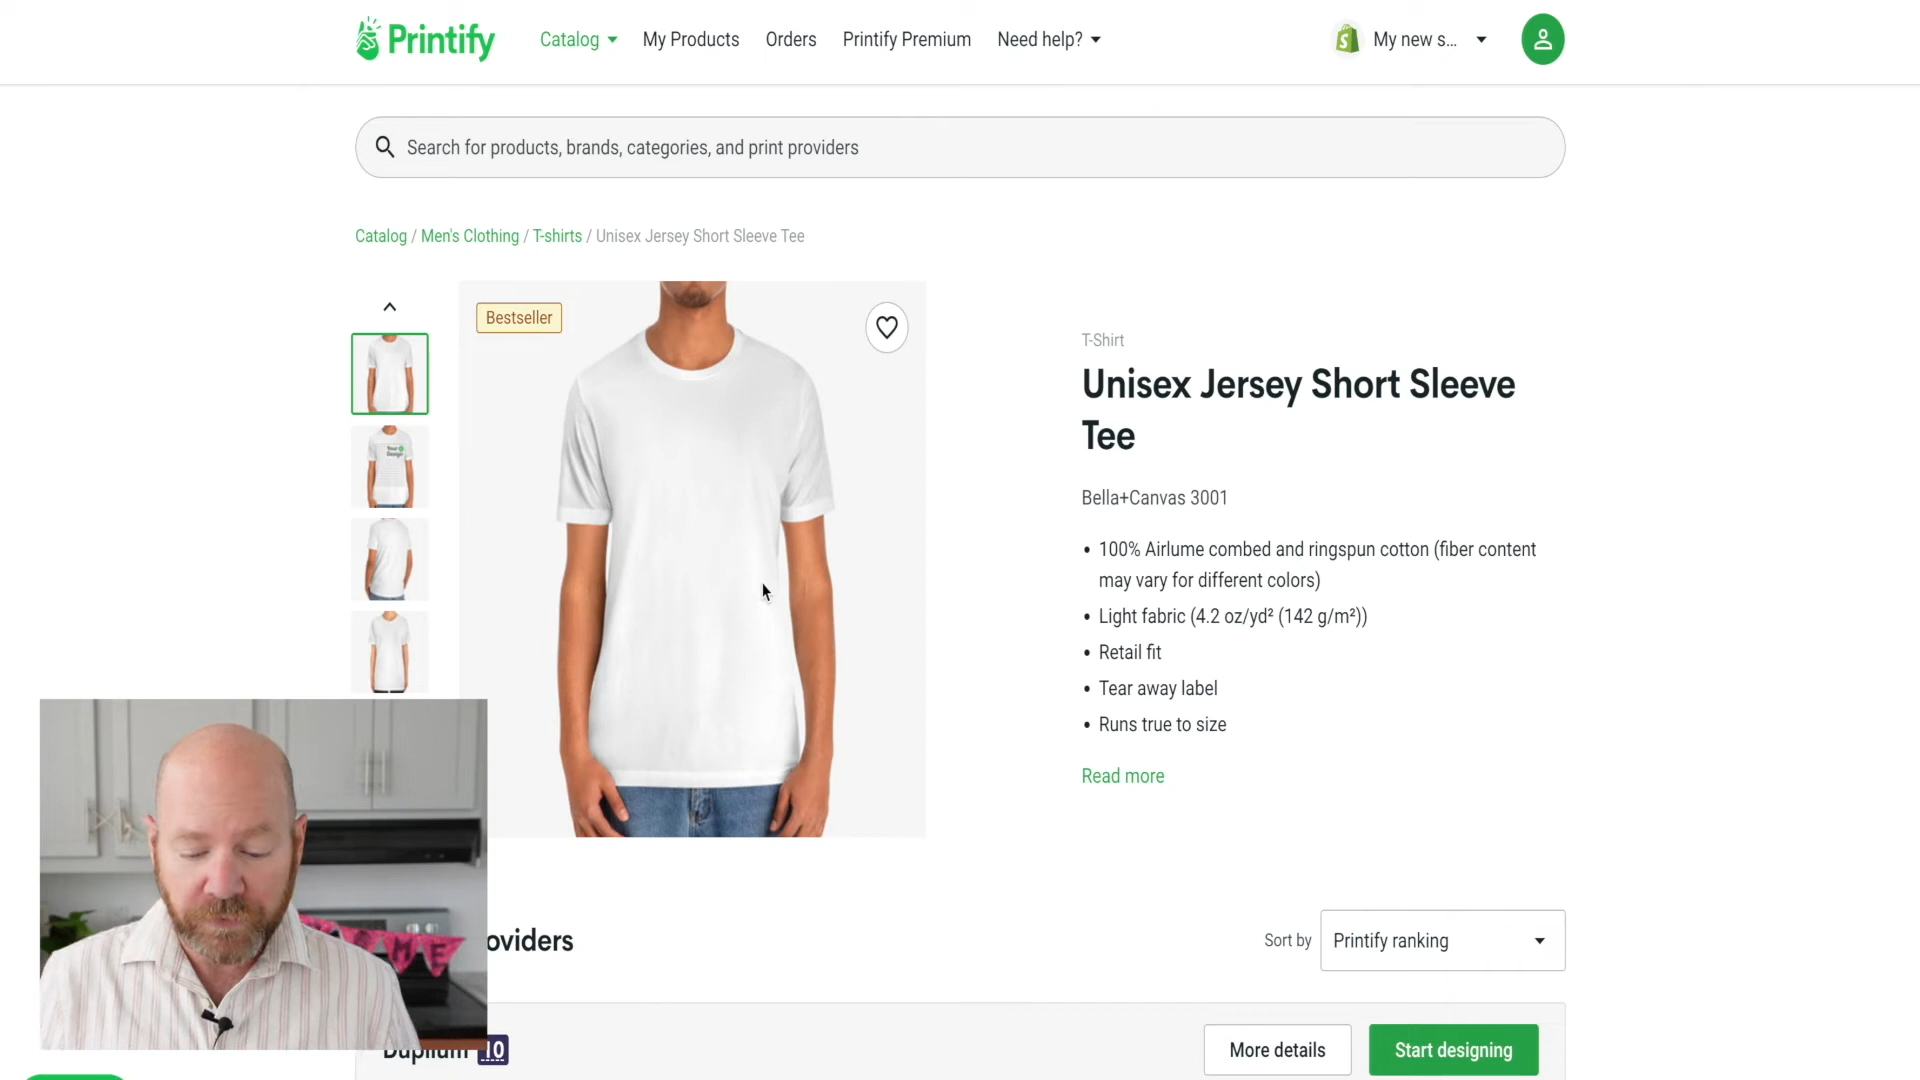 Printify
Catalog
My Products
Orders
Printify Premium
Need help?
My new s...
Search for products, brands, categories, and print providers
Catalog / Men's Clothing / T-shirts / Unisex Jersey Short Sleeve Tee
Bestseller
Your Design
T-Shirt
Unisex Jersey Short Sleeve
Tee
Bella+Canvas 3001
• 100% Airlume combed and ringspun cotton (fiber content
may vary for different colors)
• Light fabric (4.2 oz/yd² (142 g/m²))
• Retail fit
• Tear away label
• Runs true to size
Read more
oviders
Sort by
Printify ranking
Duplium 10
More details
Start designing